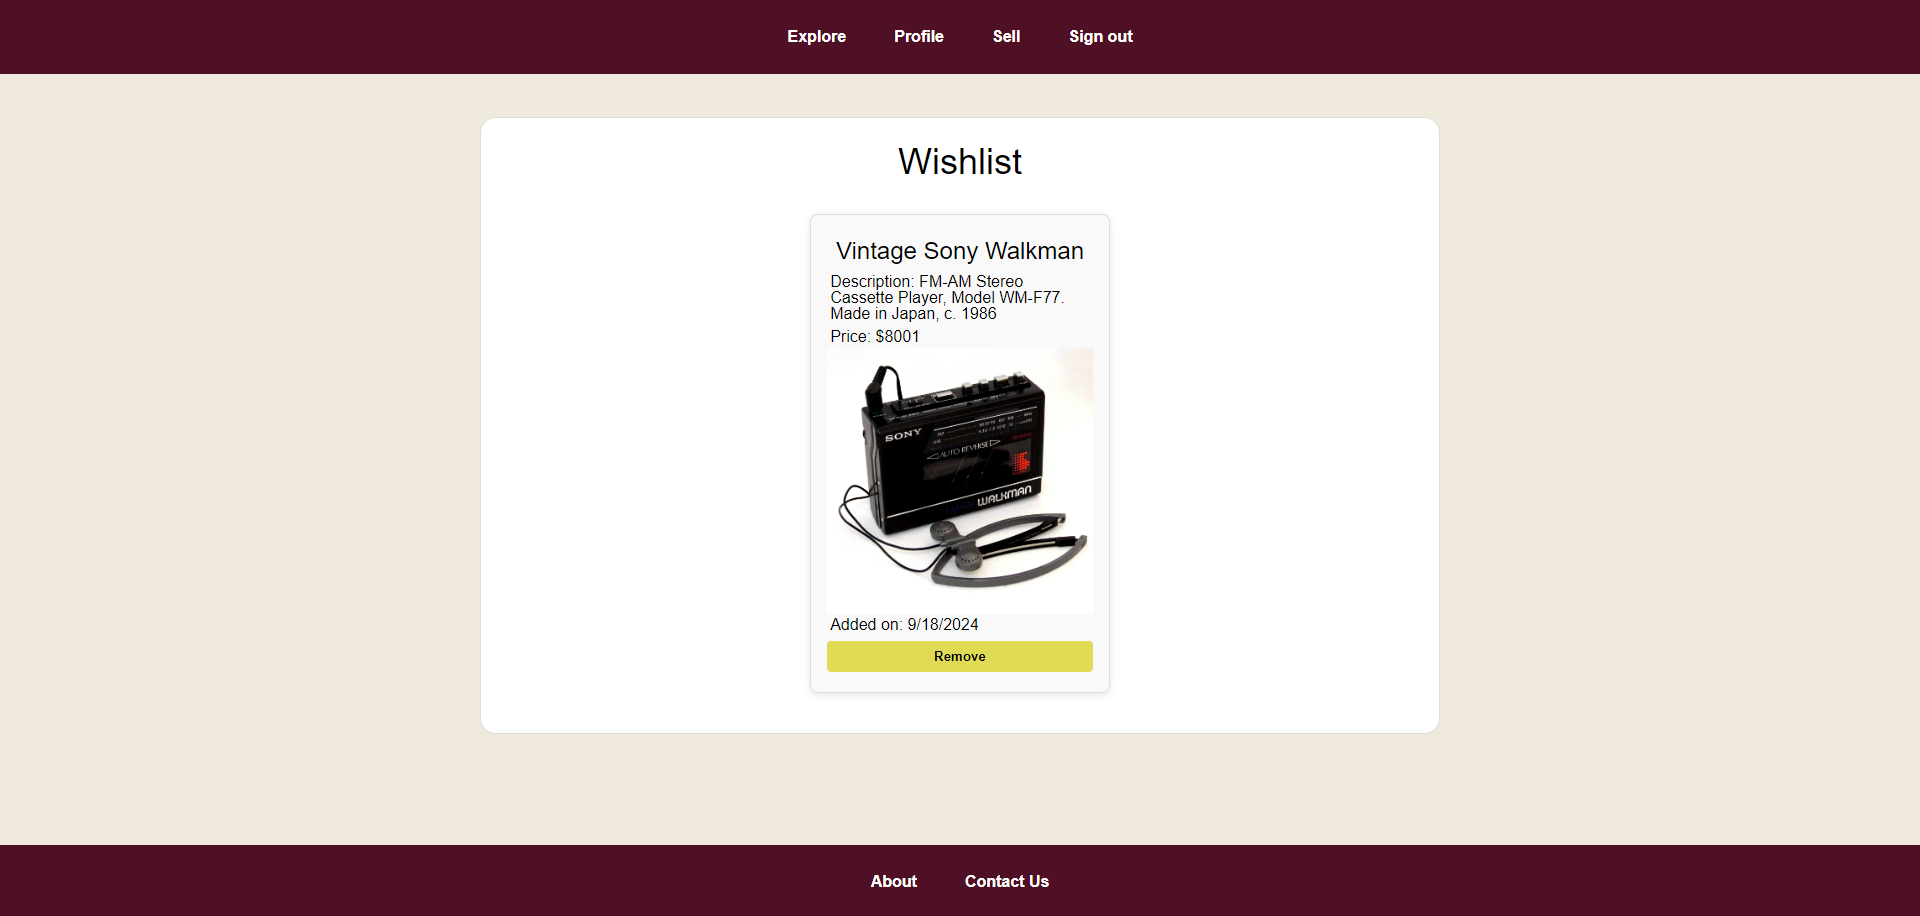 Explore Profile Sell Sign out
Wishlist
Vintage Sony Walkman
Description: FM-AM Stereo
Cassette Player, Model WM-F77.
Made in Japan, c. 1986
Price: $8001
SONY
AUTO REVERSE
WALKMAN
Added on: 9/18/2024
Remove
About Contact Us